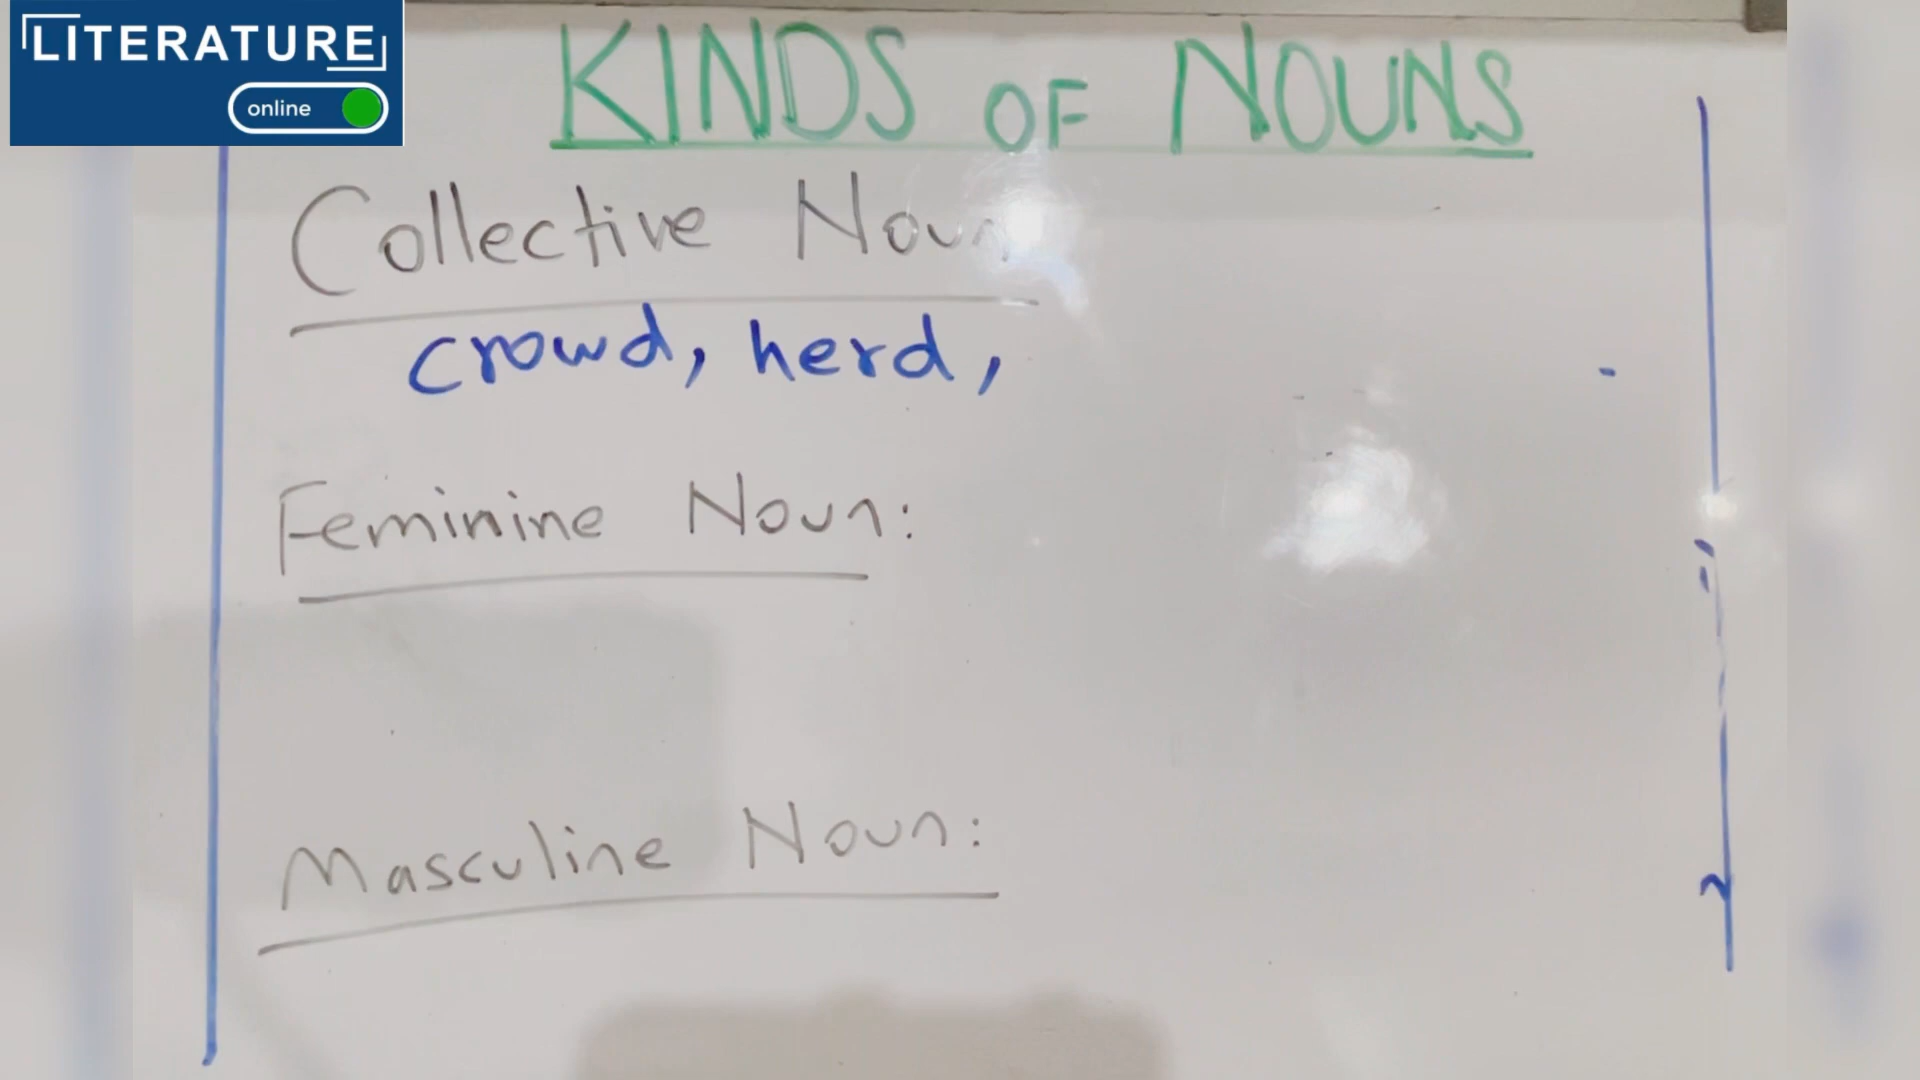 LITERATURE
online
KINDS OF NOUNS
Collective Noun
crowd, herd,
Feminine Noun:
Masculine Noun: